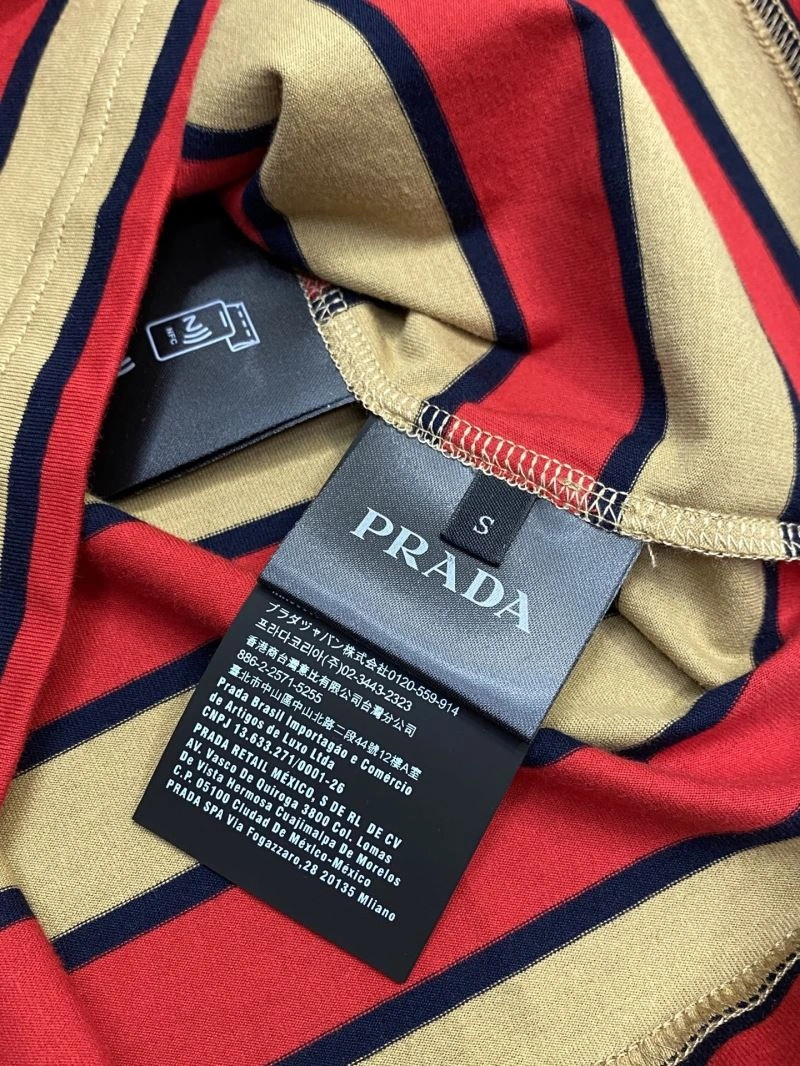 NFC
S
PRADA
プラダジャパン株式会社0120-559-914
프라다코리아(주)02-3443-2323
香港商台灣意比有限公司台灣分公司
886-2-2571-5255
臺北市中山區中山北路二段44號12樓A室
Prada Brasil Importagáo e Comércio
de Artigos de Luxo Ltda
CNPJ 13.633.271/0001-26
PRADA RETAIL MÉXICO, S DE RL DE CV
AV. Vasco De Quiroga 3800 Col. Lomas
De Vista Hermosa Cuajimalpa De Morelos
C.P. 05100 Ciudad De México-México
PRADA SPA Via Fogazzaro,28 20135 Milano